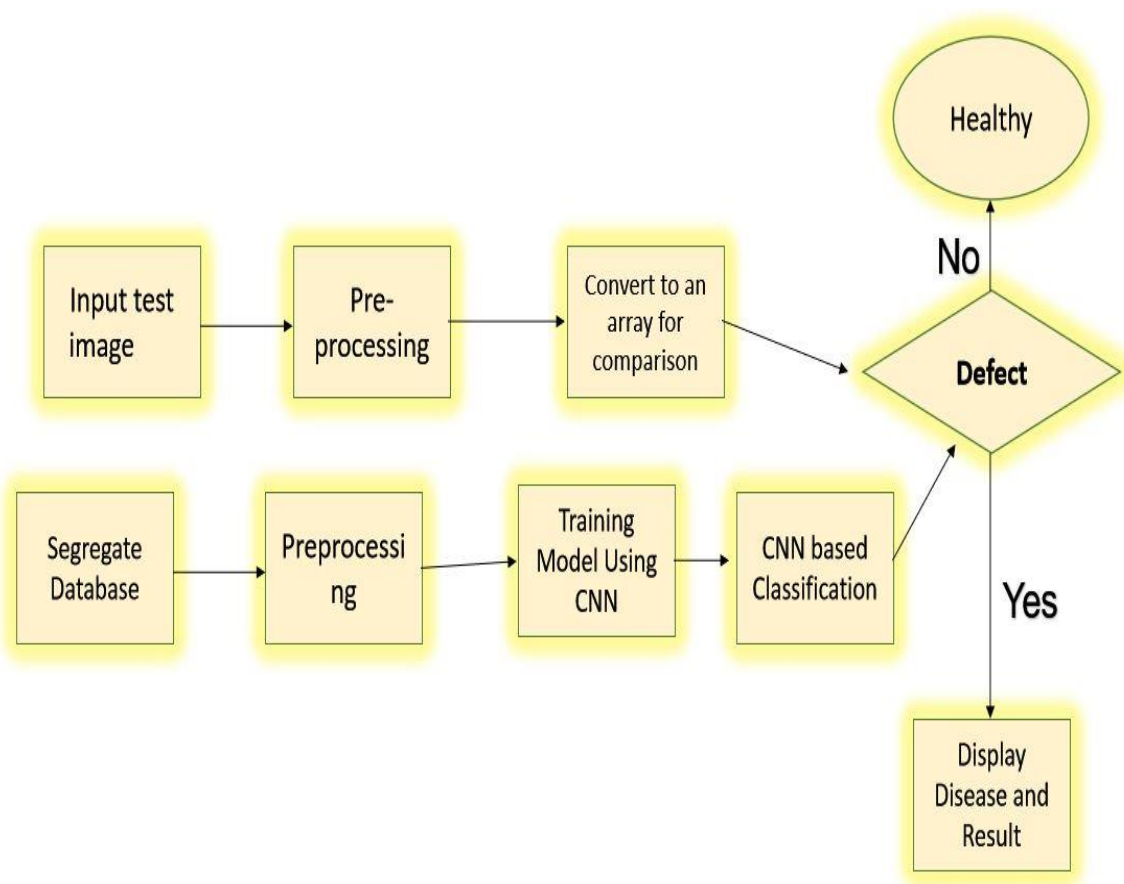 Healthy
No
Input test
image
Pre-
processing
Convert to an
array for
comparison
Defect
Segregate
Database
Preprocessi
ng
Training
Model Using
CNN
CNN based
Classification
Yes
Display
Disease and
Result